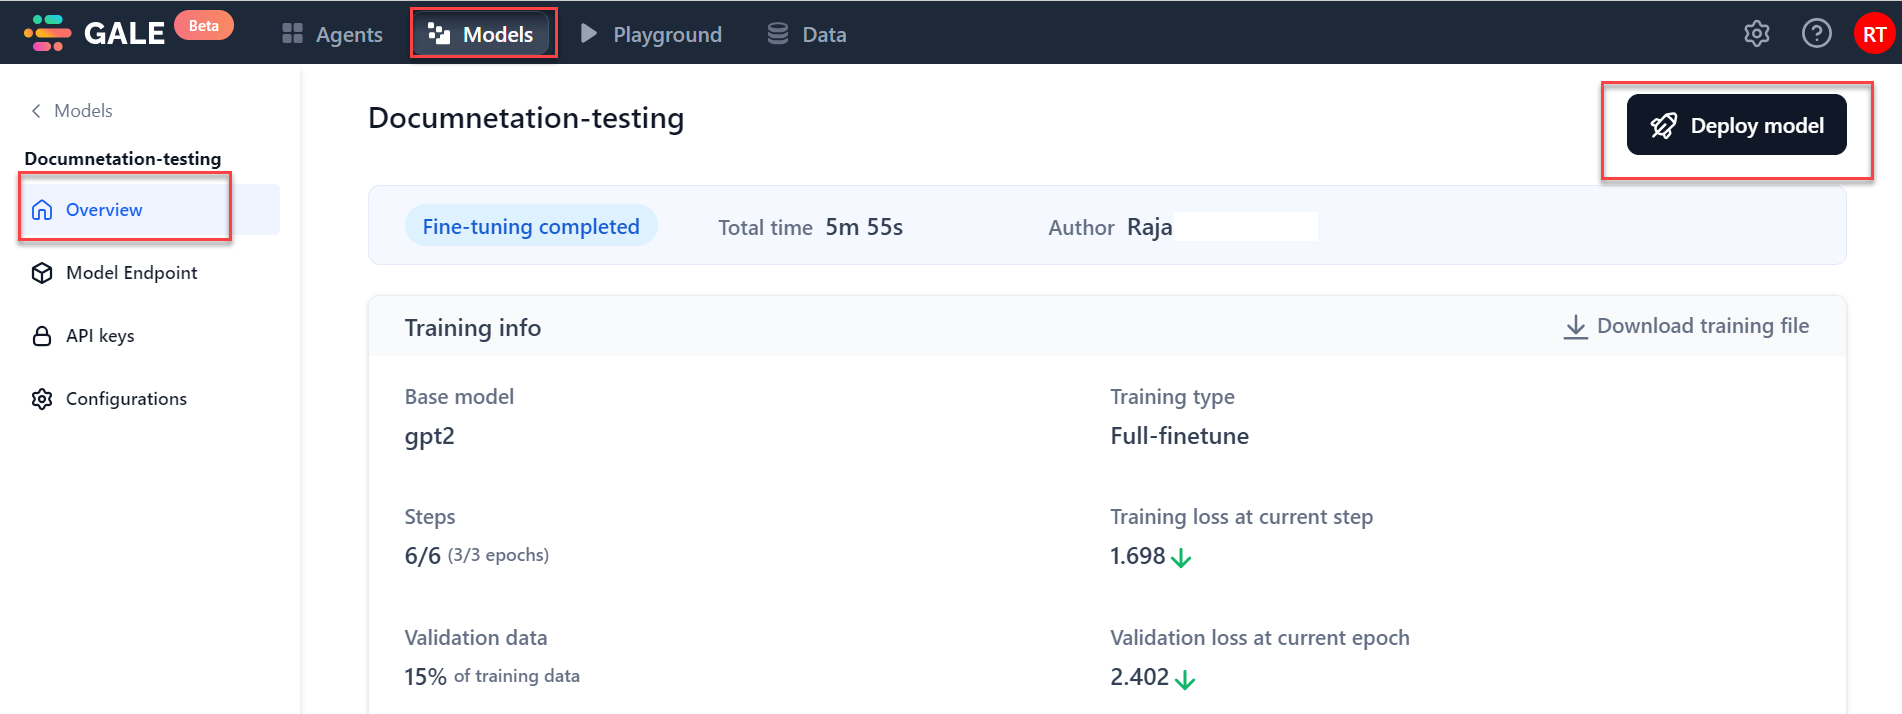 GALE Beta Agents Models Playground Data RT
Models
Documnetation-testing
Overview
Model Endpoint
API keys
Configurations
Documnetation-testing
Deploy model
Fine-tuning completed Total time 5m 55s Author Raja
Training info Download training file
Base model Training type
gpt2 Full-finetune
Steps Training loss at current step
6/6 (3/3 epochs) 1.698
Validation data Validation loss at current epoch
15% of training data 2.402